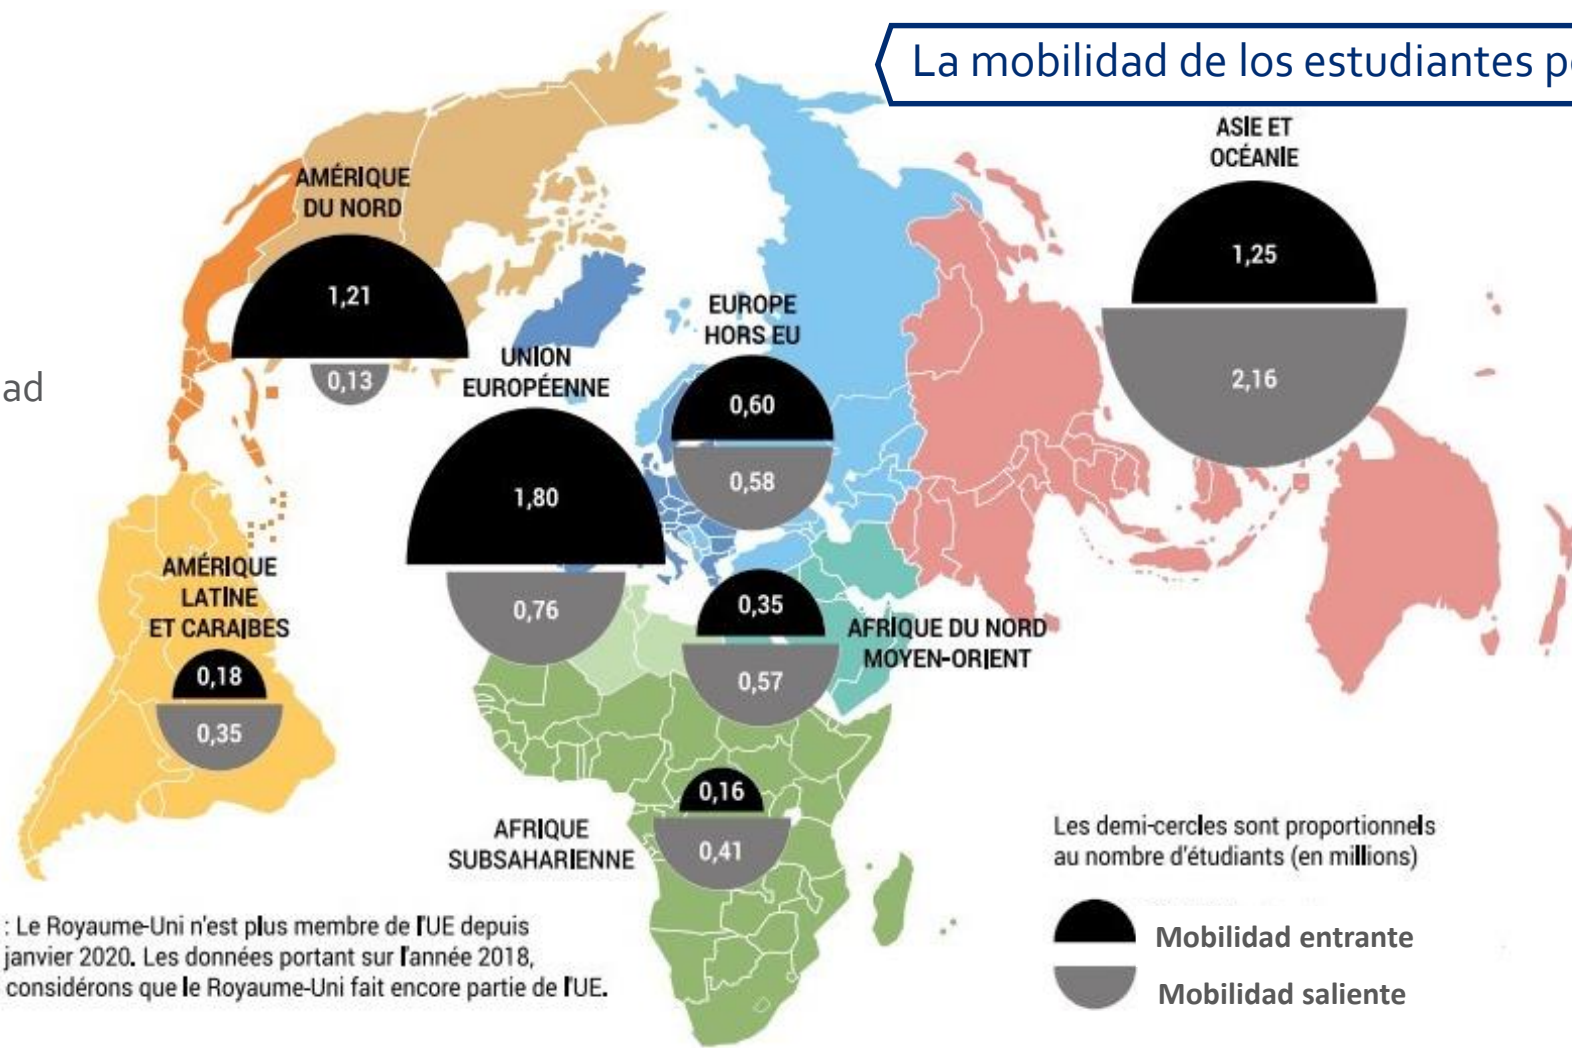 La mobilidad de los estudiantes
ASIE ET
OCÉANIE
1,25
2,16
AMÉRIQUE
DU NORD
1,21
0,13
EUROPE
HORS EU
0,60
0,58
UNION
EUROPÉENNE
1,80
0,76
ad
AMÉRIQUE
LATINE
ET CARAIBES
0,18
0,35
0,35
0,57
AFRIQUE DU NORD
MOYEN-ORIENT
0,16
0,41
AFRIQUE
SUBSAHARIENNE
Les demi-cercles sont proportionnels
au nombre d'étudiants (en millions)
Mobilidad entrante
Mobilidad saliente
: Le Royaume-Uni n'est plus membre de l'UE depuis
janvier 2020. Les données portant sur l'année 2018,
considérons que le Royaume-Uni fait encore partie de l'UE.